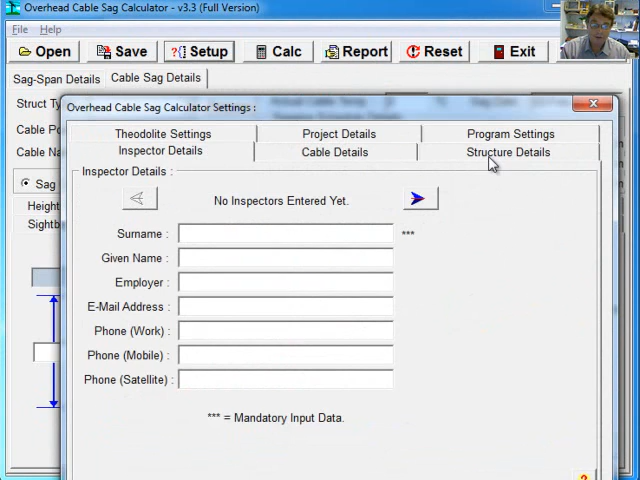 Overhead Cable Sag Calculator - v3.3 (Full Version)
File Help
Open Save Setup Calc Report Reset Exit
Sag-Span Details Cable Sag Details
Struct Ty
Cable Po
Cable Na
Sag
Height
Sightb
Overhead Cable Sag Calculator Settings :
Theodolite Settings Project Details Program Settings
Inspector Details Cable Details Structure Details
Inspector Details :
No Inspectors Entered Yet.
Surname : ***
Given Name :
Employer :
E-Mail Address :
Phone (Work) :
Phone (Mobile) :
Phone (Satellite) :
*** = Mandatory Input Data.
?